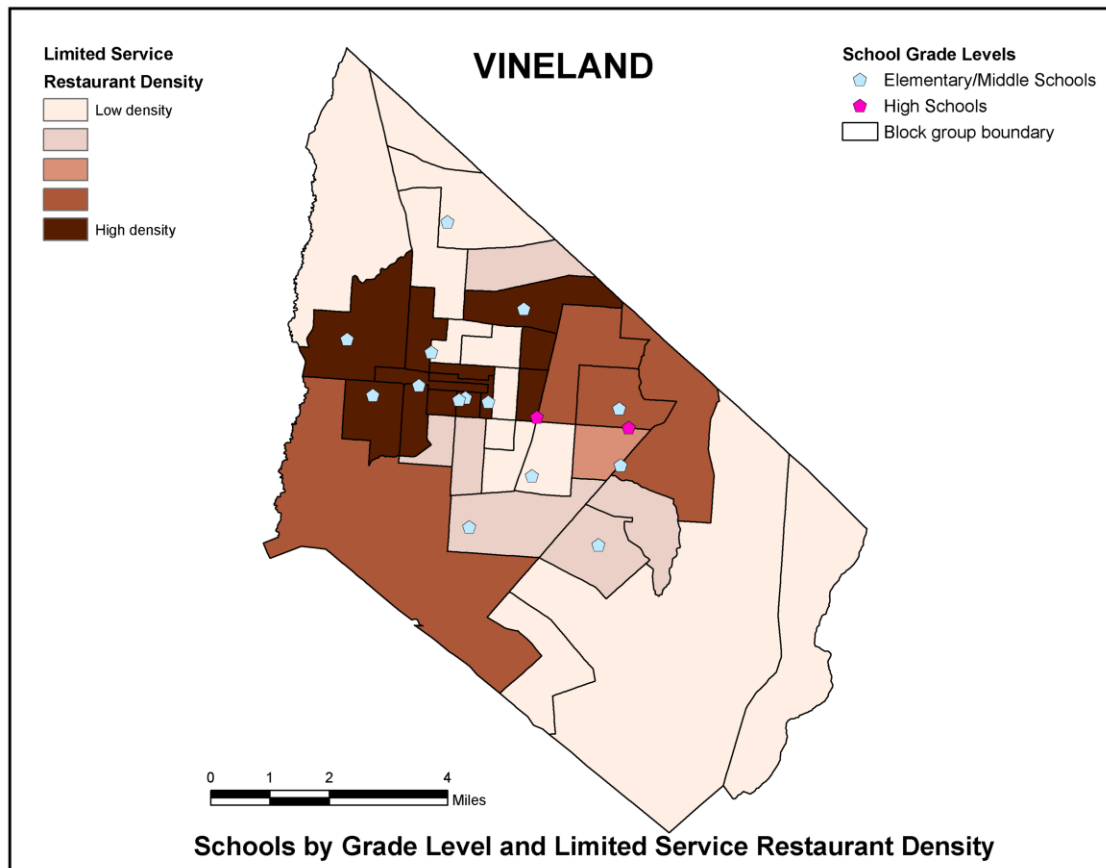 VINELAND
Limited Service
Restaurant Density
Low density
High density
School Grade Levels
Elementary/Middle Schools
High Schools
Block group boundary
0 1 2 4
Miles
Schools by Grade Level and Limited Service Restaurant Density